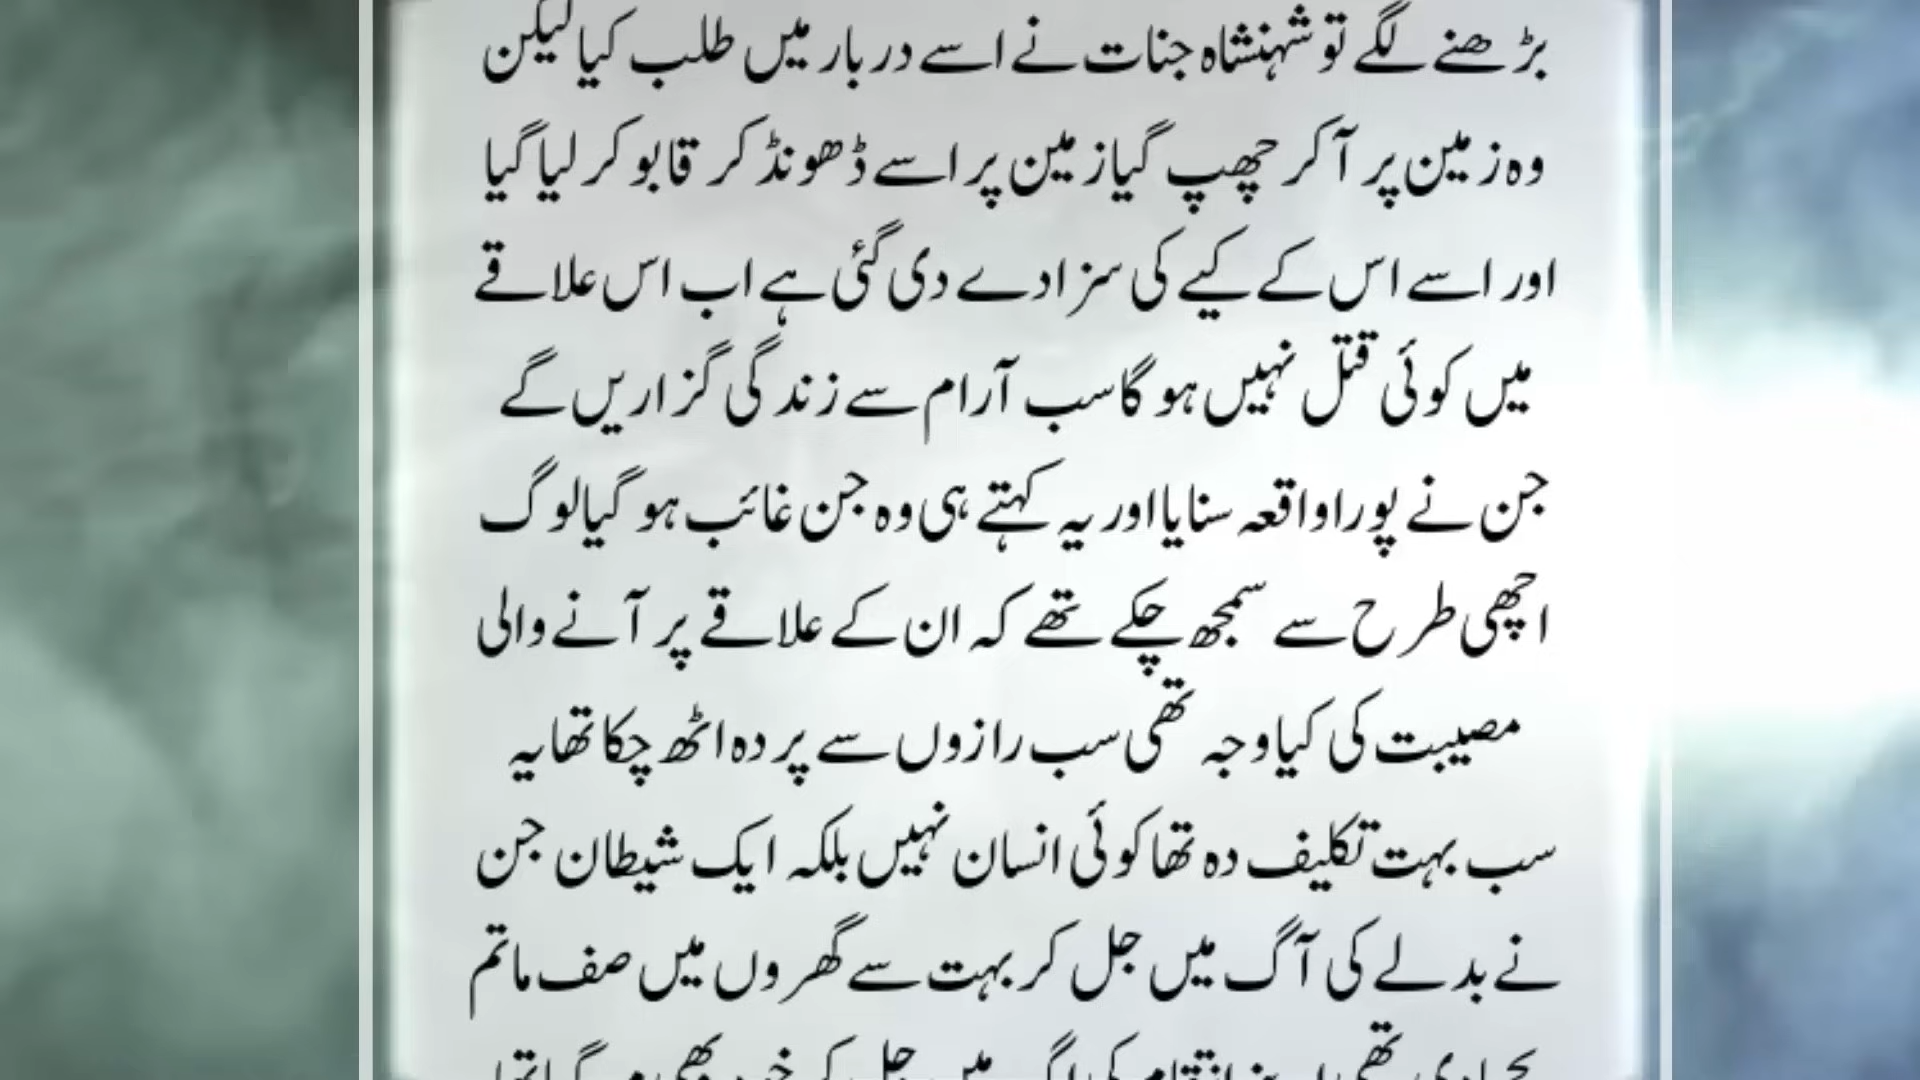 بڑھنے لگے تو شہنشاہ جنات نے اسے دربار میں طلب کیا لیکن
وہ زمین پر آکر چھپ گیا زمین پر اسے ڈھونڈ کر قابو کر لیا گیا
اور اسے اس کے کیے کی سزا دے دی گئی ہے اب اس علاقے
میں کوئی قتل نہیں ہو گا سب آرام سے زندگی گزاریں گے
جن نے پورا واقعہ سنایا اور یہ کہتے ہی وہ جن غائب ہو گیا لوگ
اچھی طرح سے سمجھ چکے تھے کہ ان کے علاقے پر آنے والی
مصیبت کی کیا وجہ تھی سب رازوں سے پردہ اٹھ چکا تھا یہ
سب بہت تکلیف دہ تھا کوئی انسان نہیں بلکہ ایک شیطان جن
نے بدلے کی آگ میں جل کر بہت سے گھروں میں صف ماتم